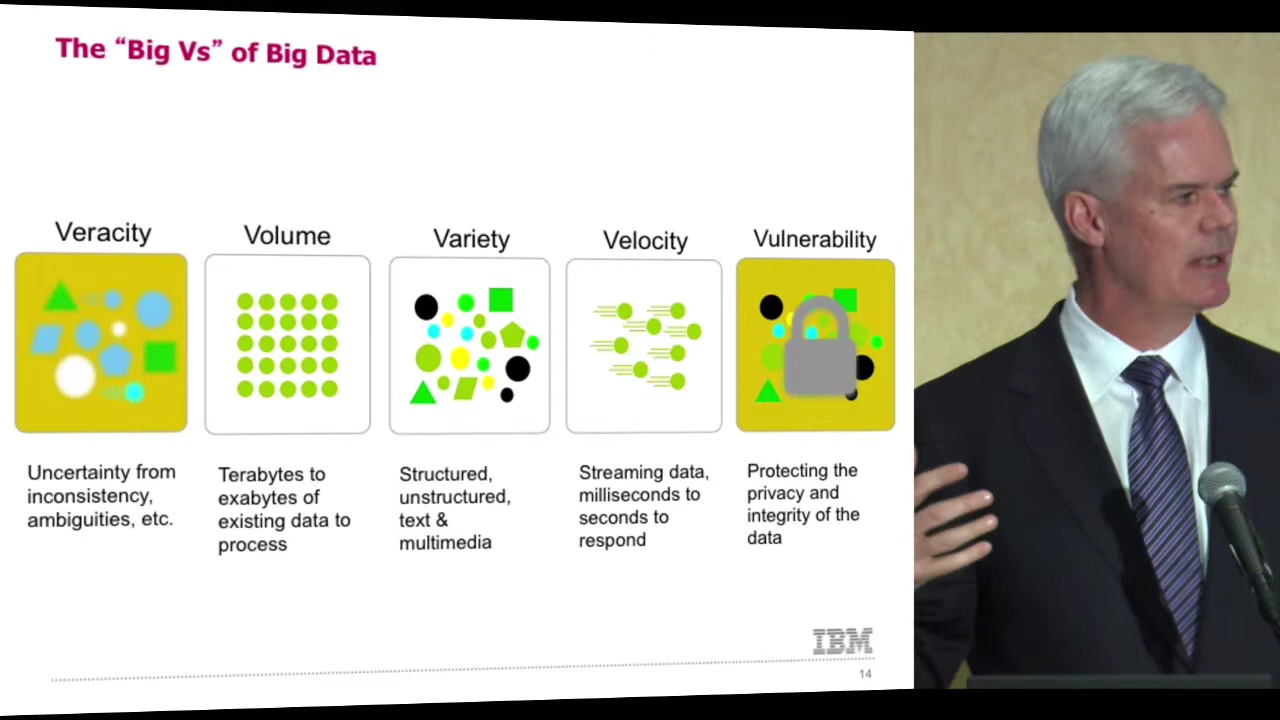 The “Big Vs” of Big Data
Veracity
Volume
Variety
Velocity
Vulnerability
Uncertainty from
inconsistency,
ambiguities, etc.
Terabytes to
exabytes of
existing data to
process
Structured,
unstructured,
text &
multimedia
Streaming data,
milliseconds to
seconds to
respond
Protecting the
privacy and
integrity of the
data
IBM
14